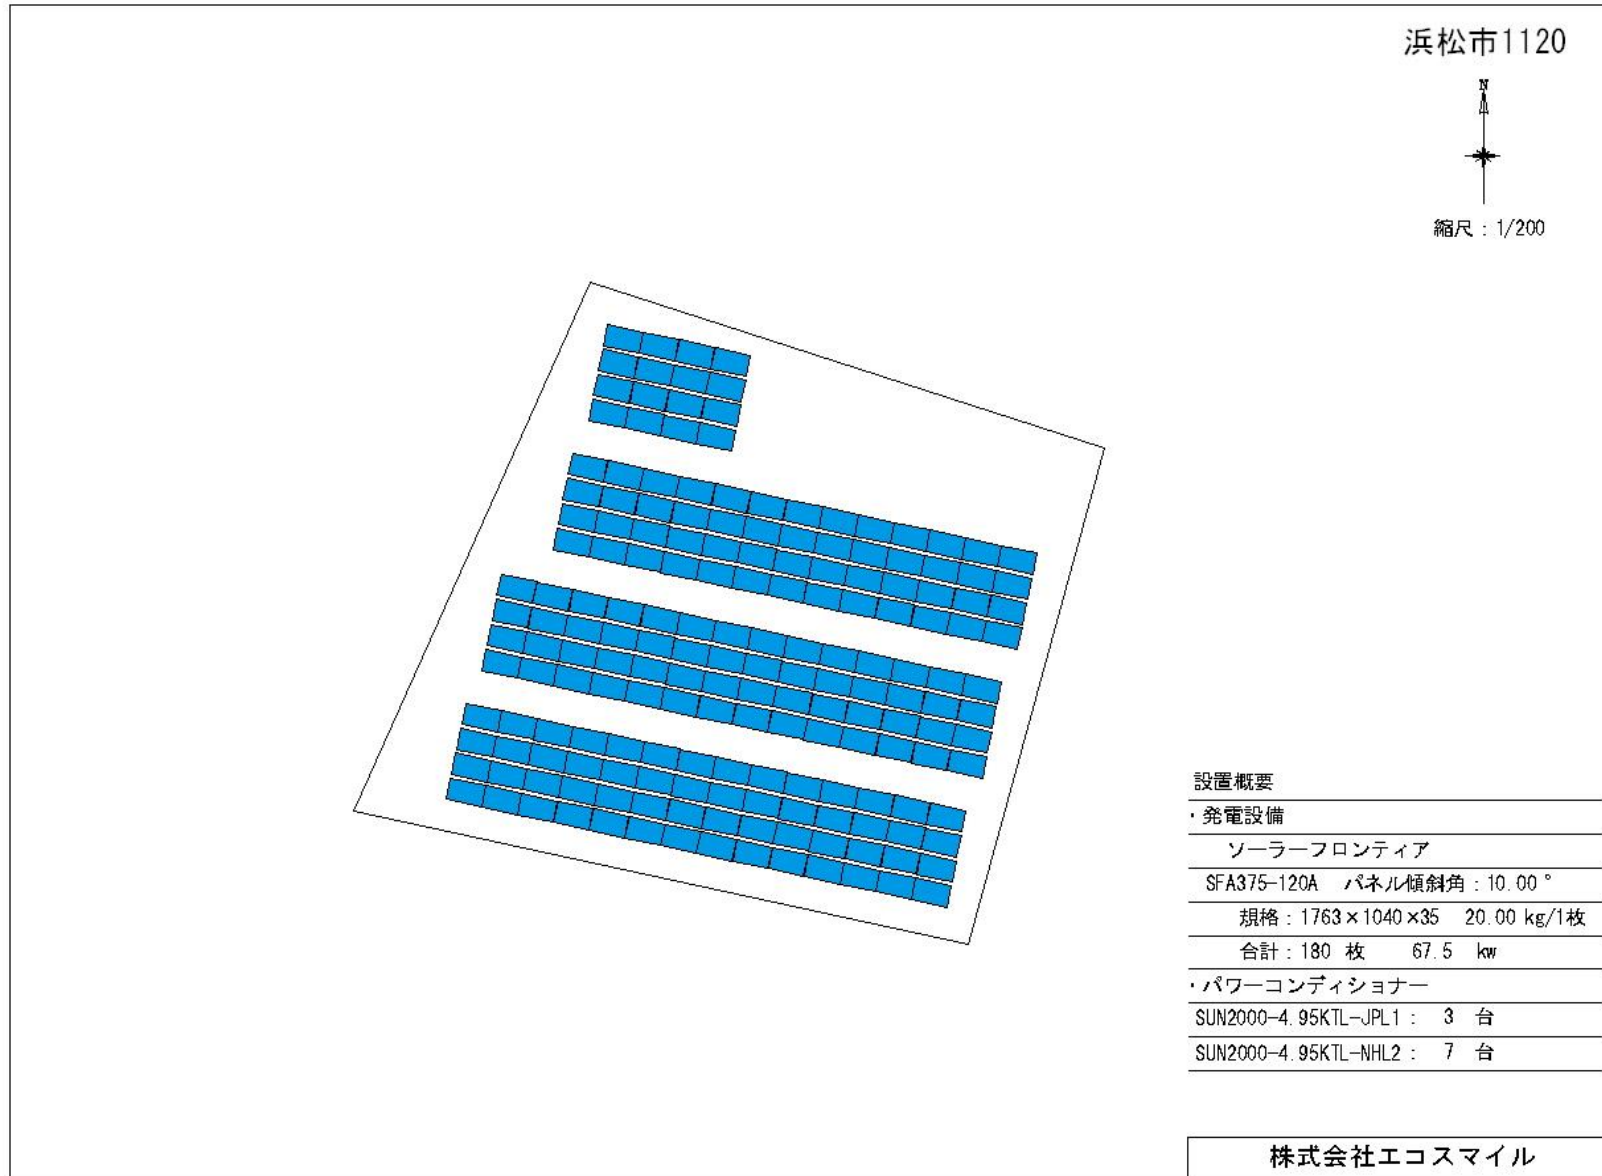 浜松市1120
N
縮尺：1/200
設置概要
・発電設備
ソーラーフロンティア
SFA375-120A パネル傾斜角：10.00°
規格：1763×1040×35 20.00 kg/1枚
合計：180 枚 67.5 kw
・パワーコンディショナー
SUN2000-4.95KTL-JPL1： 3 台
SUN2000-4.95KTL-NHL2： 7 台
株式会社エコスマイル